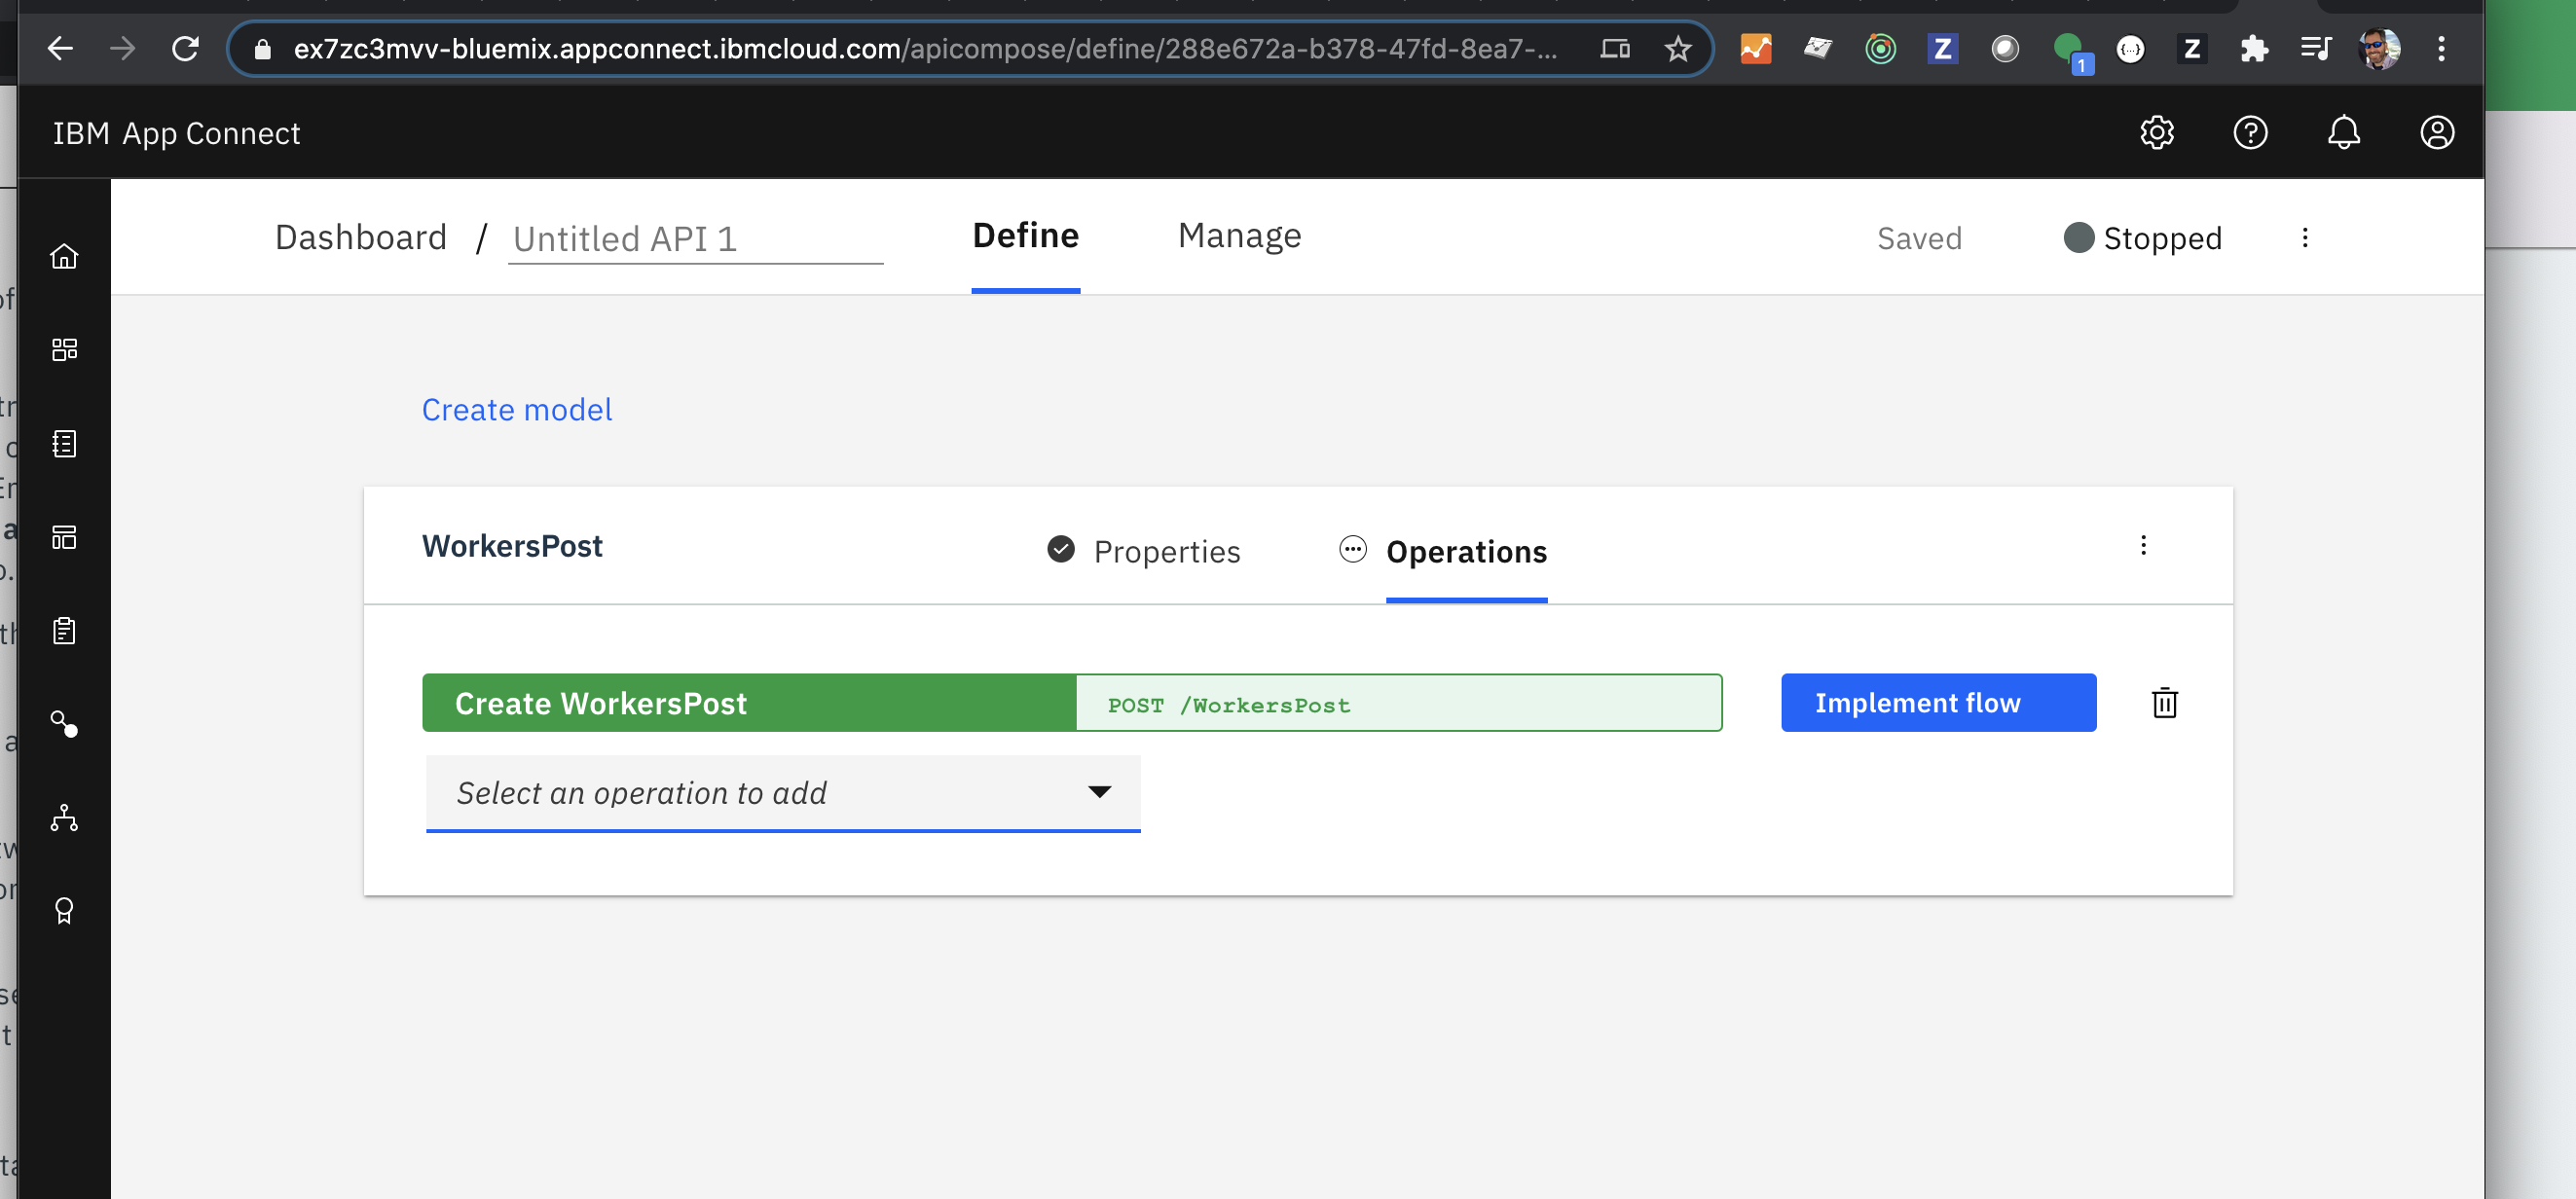 ex7zc3mvv-bluemix.appconnect.ibmcloud.com/apicompose/define/288e672a-b378-47fd-8ea7-...
Z
1
{...}
Z
IBM App Connect
Dashboard / Untitled API 1
Define
Manage
Saved
Stopped
Create model
WorkersPost
Properties
Operations
Create WorkersPost
POST /WorkersPost
Implement flow
Select an operation to add